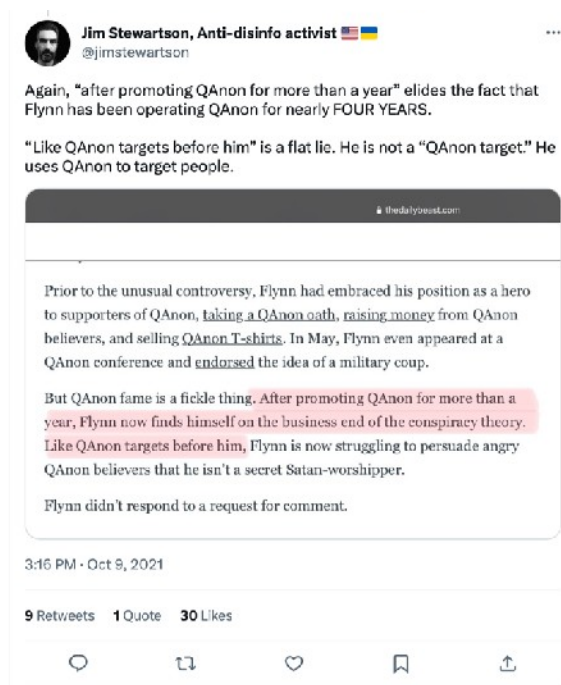 Jim Stewartson, Anti-disinfo activist 🇺🇸🇺🇦
@jimstewartson
Again, "after promoting QAnon for more than a year" elides the fact that
Flynn has been operating QAnon for nearly FOUR YEARS.
"Like QAnon targets before him" is a flat lie. He is not a "QAnon target." He
uses QAnon to target people.
thedailybeast.com
Prior to the unusual controversy, Flynn had embraced his position as a hero
to supporters of QAnon, taking a QAnon oath, raising money from QAnon
believers, and selling QAnon T-shirts. In May, Flynn even appeared at a
QAnon conference and endorsed the idea of a military coup.
But QAnon fame is a fickle thing. After promoting QAnon for more than a
year, Flynn now finds himself on the business end of the conspiracy theory.
Like QAnon targets before him, Flynn is now struggling to persuade angry
QAnon believers that he isn't a secret Satan-worshipper.
Flynn didn't respond to a request for comment.
3:16 PM · Oct 9, 2021
9 Retweets 1 Quote 30 Likes